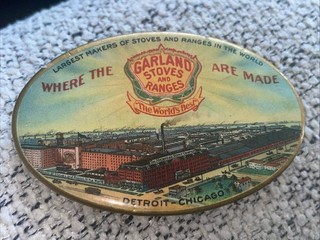 LARGEST MAKERS OF STOVES AND RANGES IN THE WORLD
WHERE THE
GARLAND
STOVES
AND
RANGES
ARE MADE
"The World's Best"
DETROIT-CHICAGO